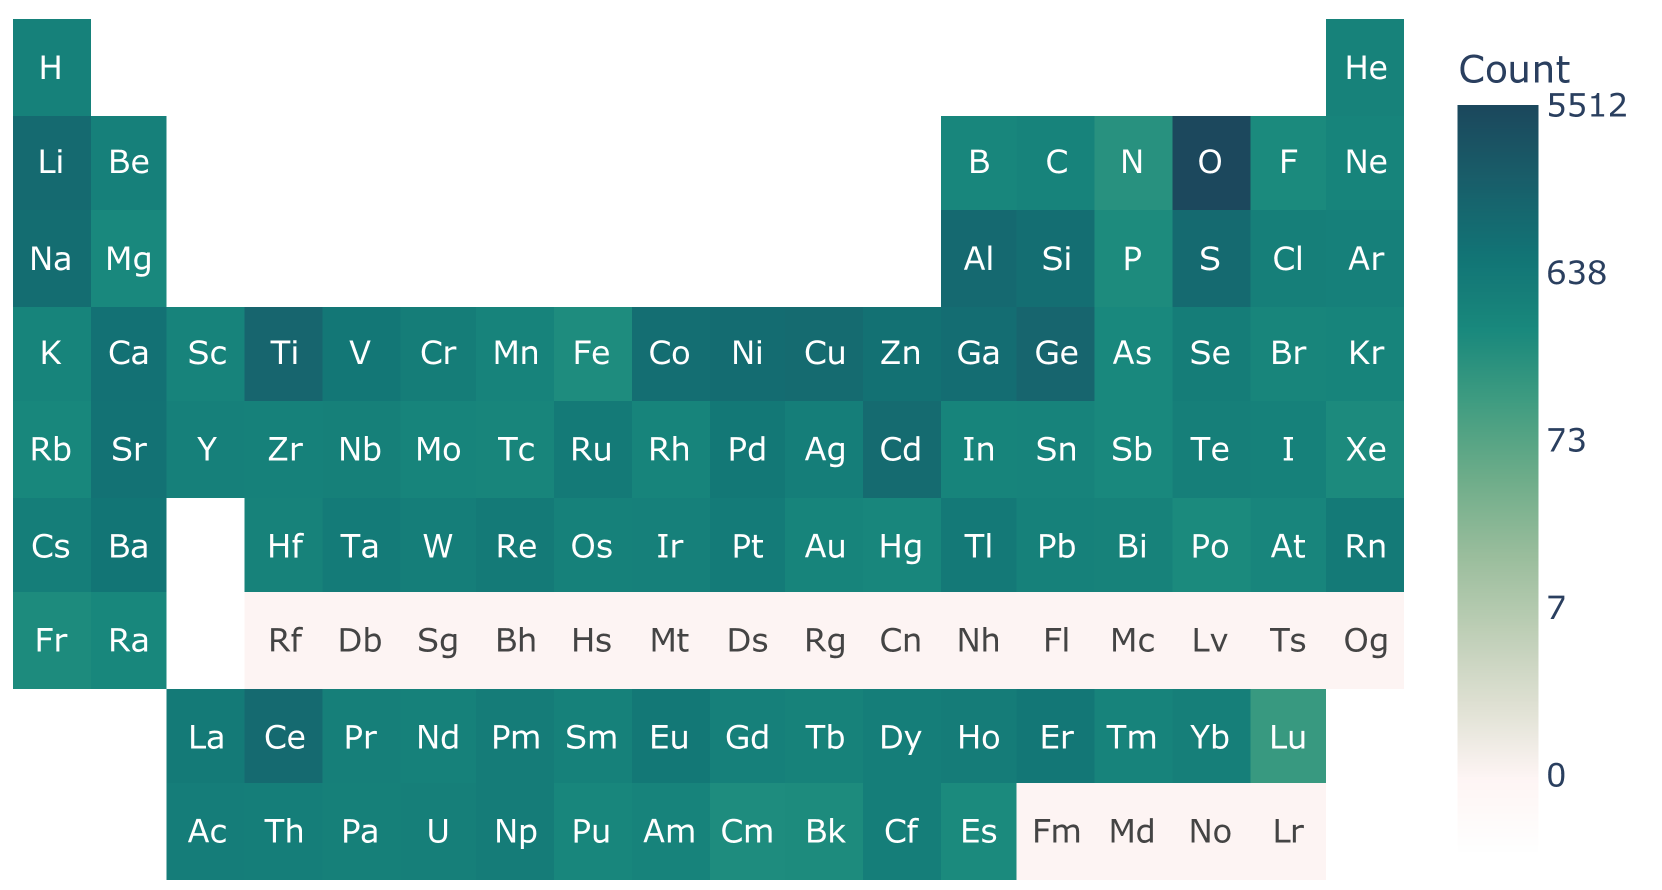 H He
Li Be B C N O F Ne
Na Mg Al Si P S Cl Ar
K Ca Sc Ti V Cr Mn Fe Co Ni Cu Zn Ga Ge As Se Br Kr
Rb Sr Y Zr Nb Mo Tc Ru Rh Pd Ag Cd In Sn Sb Te I Xe
Cs Ba Hf Ta W Re Os Ir Pt Au Hg Tl Pb Bi Po At Rn
Fr Ra Rf Db Sg Bh Hs Mt Ds Rg Cn Nh Fl Mc Lv Ts Og
La Ce Pr Nd Pm Sm Eu Gd Tb Dy Ho Er Tm Yb Lu
Ac Th Pa U Np Pu Am Cm Bk Cf Es Fm Md No Lr
Count
5512
638
73
7
0